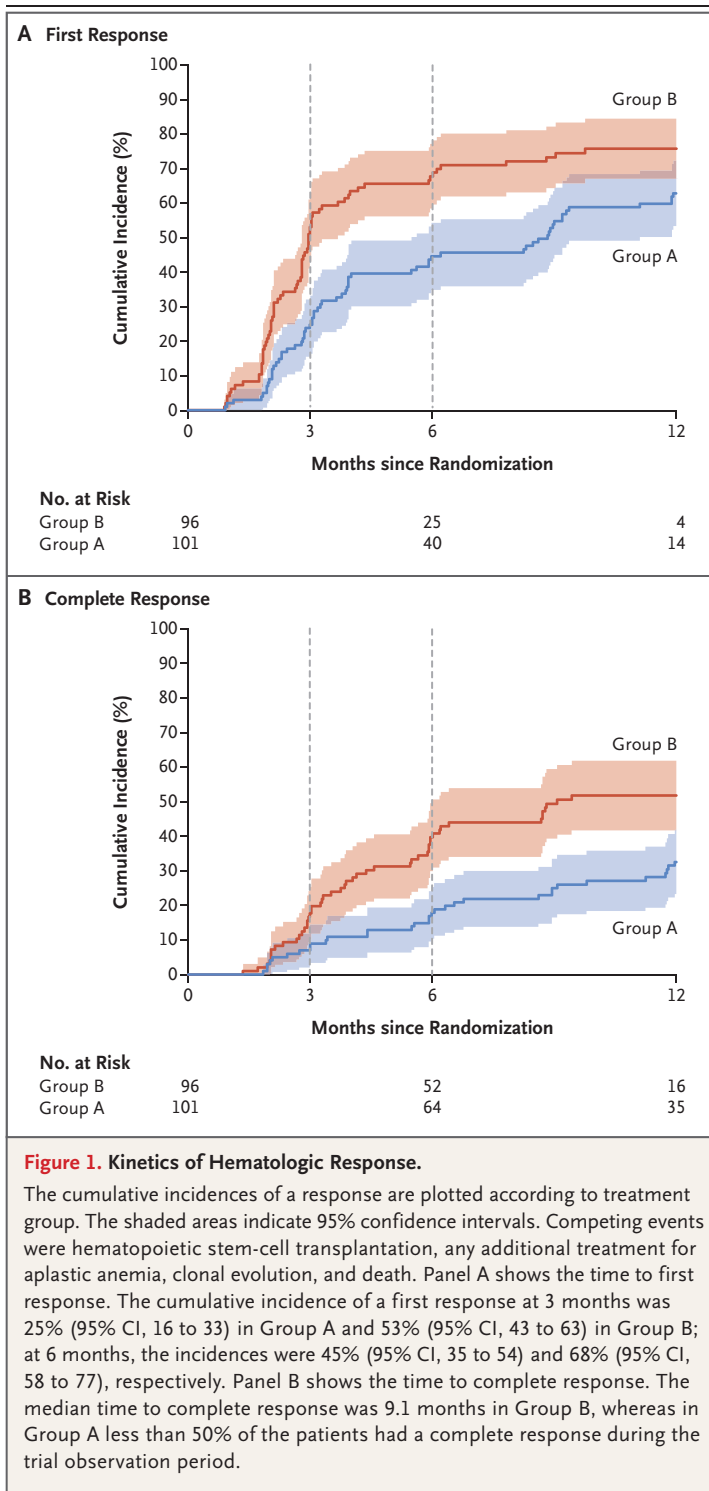 A First Response
100
90
80
70
60
50
40
30
20
10
0
Cumulative Incidence (%)
Group B
Group A
0 3 6 12
Months since Randomization
No. at Risk
Group B 96 25 4
Group A 101 40 14
B Complete Response
100
90
80
70
60
50
40
30
20
10
0
Cumulative Incidence (%)
Group B
Group A
0 3 6 12
Months since Randomization
No. at Risk
Group B 96 52 16
Group A 101 64 35
Figure 1. Kinetics of Hematologic Response.
The cumulative incidences of a response are plotted according to treatment
group. The shaded areas indicate 95% confidence intervals. Competing events
were hematopoietic stem-cell transplantation, any additional treatment for
aplastic anemia, clonal evolution, and death. Panel A shows the time to first
response. The cumulative incidence of a first response at 3 months was
25% (95% CI, 16 to 33) in Group A and 53% (95% CI, 43 to 63) in Group B;
at 6 months, the incidences were 45% (95% CI, 35 to 54) and 68% (95% CI,
58 to 77), respectively. Panel B shows the time to complete response. The
median time to complete response was 9.1 months in Group B, whereas in
Group A less than 50% of the patients had a complete response during the
trial observation period.